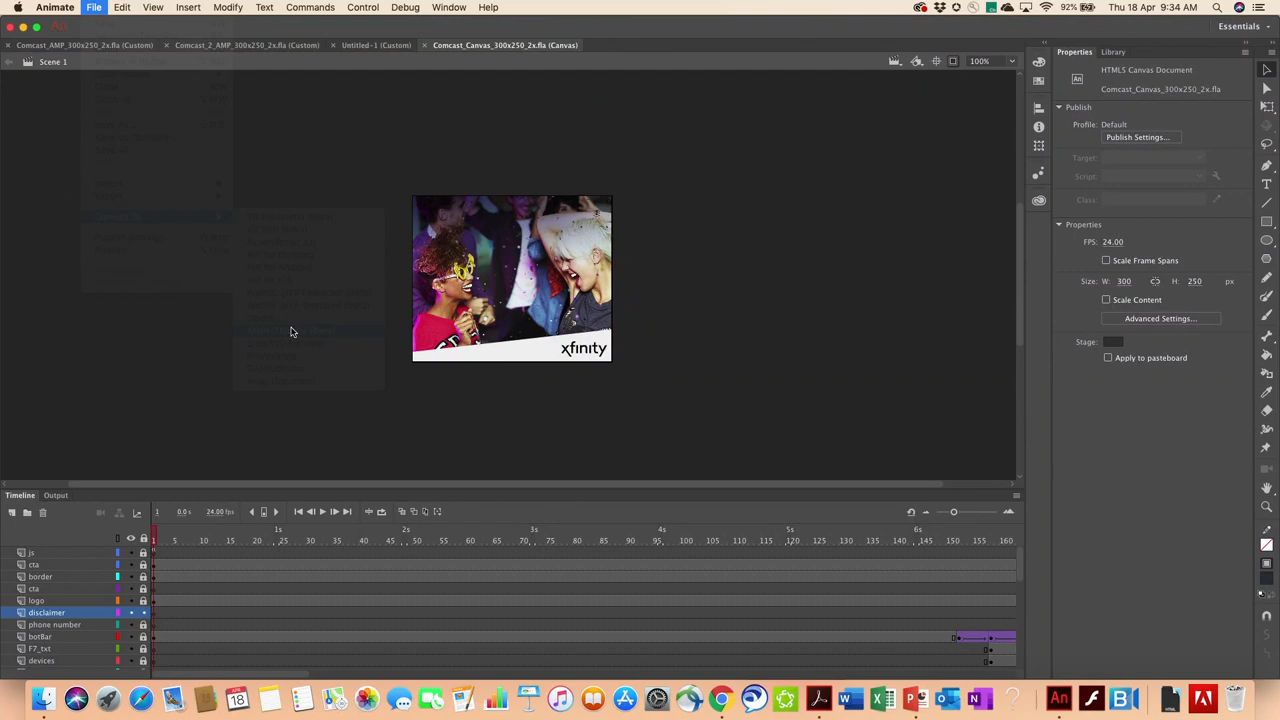 Animate File Edit View Insert Modify Text Commands Control Debug Window Help 92% Thu 18 Apr 9:34 AM
An Essentials
Comcast_AMP_300x250_2x.fla (Custom) Comcast_2_AMP_300x250_2x.fla (Custom) Untitled-1 (Custom) Comcast_Canvas_300x250_2x.fla (Canvas)
Scene 1 100%
Properties Library
An HTML5 Canvas Document
Comcast_Canvas_300x250_2x.fla
Publish
Profile: Default
Publish Settings...
Target:
Script:
Class:
Properties
FPS: 24.00
Scale Frame Spans
Size: W: 300 H: 250 px
Scale Content
Advanced Settings...
Stage:
Apply to pasteboard
xfinity
Timeline Output
1 0.0 s 24.00 fps
1s 2s 3s 4s 5s 6s
1 5 10 15 20 25 30 35 40 45 50 55 60 65 70 75 80 85 90 95 100 105 110 115 120 125 130 135 140 145 150 155 160
js
cta
border
cta
logo
disclaimer
phone number
botBar
F7_txt
devices
APR 18 An